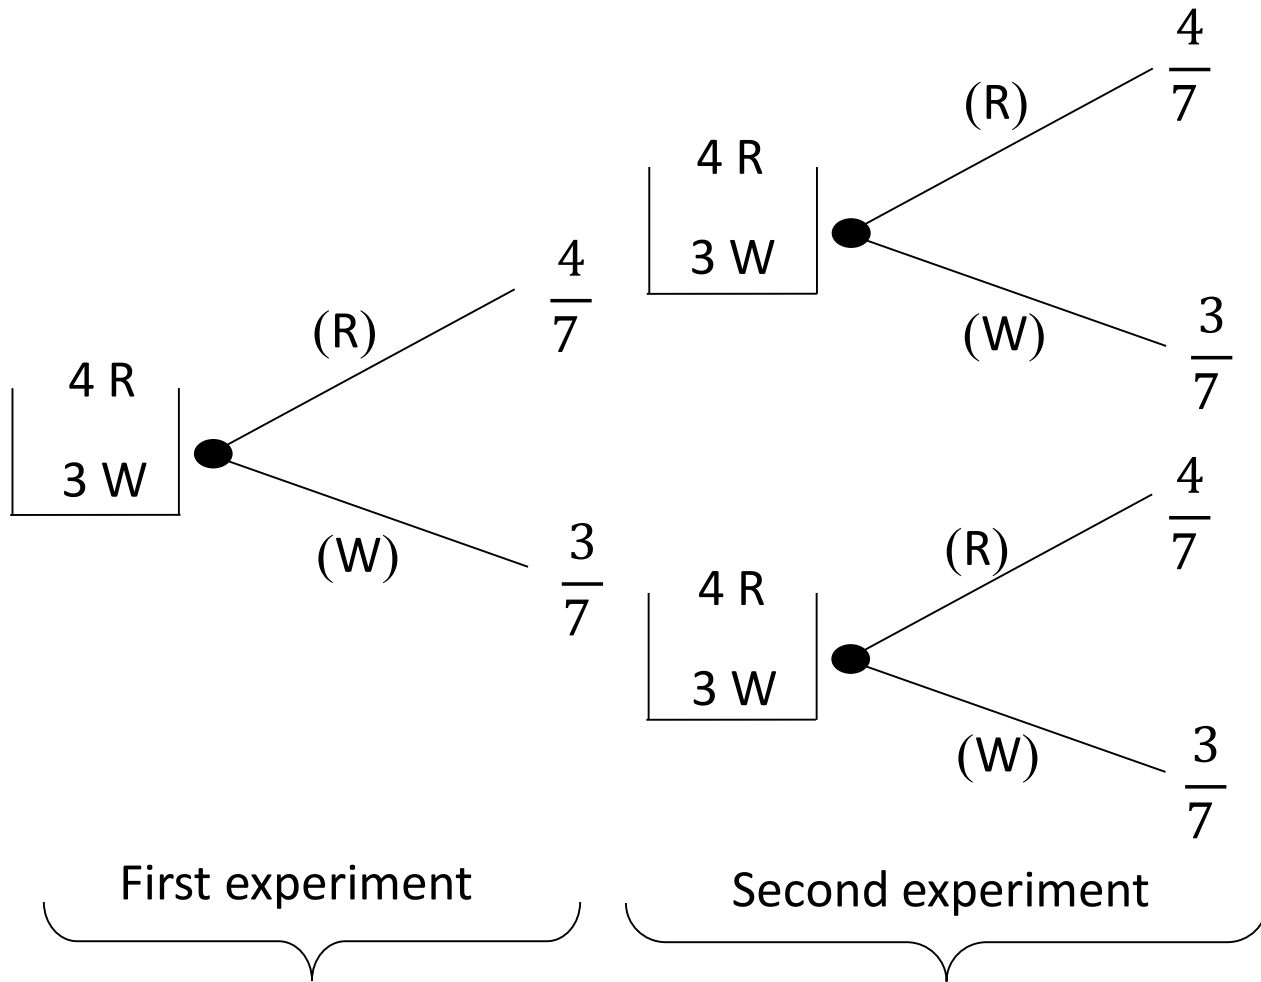 4 R
3 W
(R)
4/7
(W)
3/7
4 R
3 W
(R)
4/7
(W)
3/7
4 R
3 W
(R)
4/7
(W)
3/7
First experiment
Second experiment